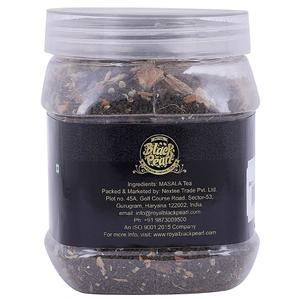 Black
Pearl
Ingredients: MASALA Tea
Packed & Marketed by: Nextee Trade Pvt. Ltd.
Plot no. 45A, Golf Course Road, Sector-53,
Gurugram, Haryana 122002, India.
email: info@royalblackpearl.com
Ph: +91 9873009500
An ISO 9001:2015 Company
For more info, visit: www.royalblackpearl.com